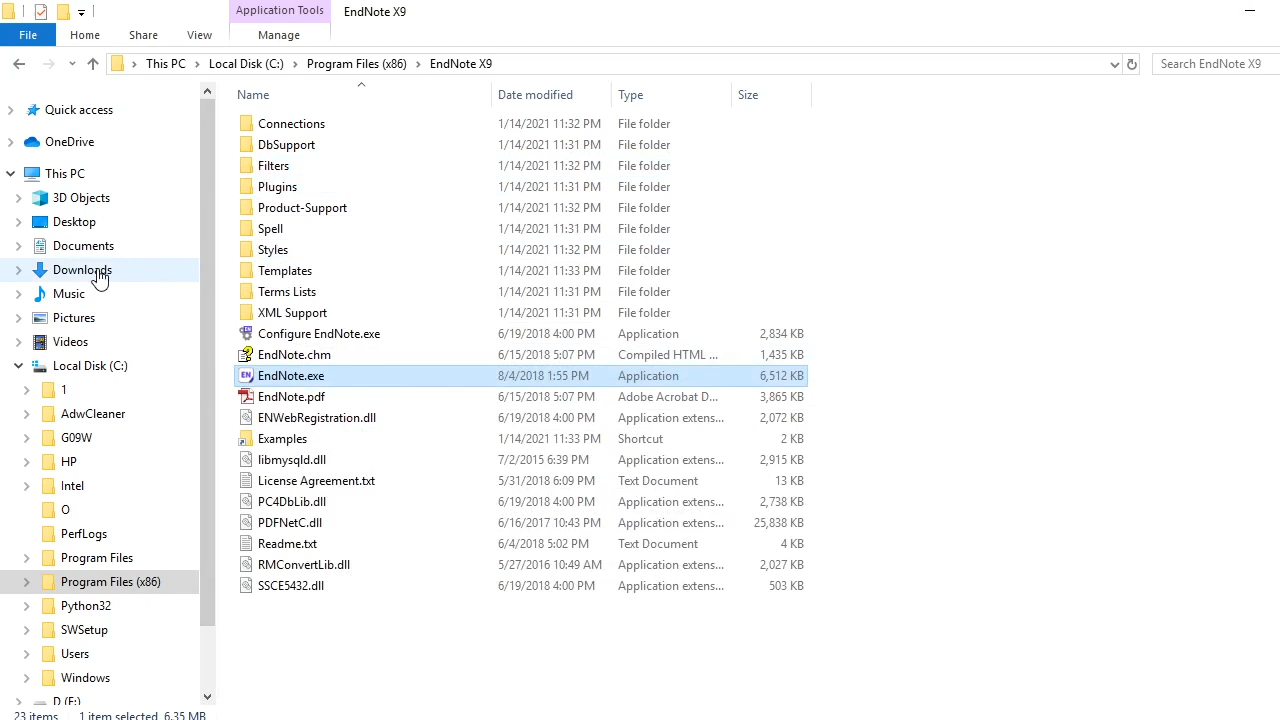 Application Tools EndNote X9
File Home Share View Manage
This PC Local Disk (C:) Program Files (x86) EndNote X9 Search EndNote X9
Name Date modified Type Size
Quick access
OneDrive
This PC
3D Objects
Desktop
Documents
Downloads
Music
Pictures
Videos
Local Disk (C:)
1
AdwCleaner
G09W
HP
Intel
O
PerfLogs
Program Files
Program Files (x86)
Python32
SWSetup
Users
Windows
D (F:)
Connections 1/14/2021 11:32 PM File folder
DbSupport 1/14/2021 11:31 PM File folder
Filters 1/14/2021 11:32 PM File folder
Plugins 1/14/2021 11:31 PM File folder
Product-Support 1/14/2021 11:32 PM File folder
Spell 1/14/2021 11:31 PM File folder
Styles 1/14/2021 11:31 PM File folder
Templates 1/14/2021 11:33 PM File folder
Terms Lists 1/14/2021 11:31 PM File folder
XML Support 1/14/2021 11:31 PM File folder
Configure EndNote.exe 6/19/2018 4:00 PM Application 2,834 KB
EndNote.chm 6/15/2018 5:07 PM Compiled HTML ... 1,435 KB
EN EndNote.exe 8/4/2018 1:55 PM Application 6,512 KB
EndNote.pdf 6/15/2018 5:07 PM Adobe Acrobat D... 3,865 KB
ENWebRegistration.dll 6/19/2018 4:00 PM Application extens... 2,072 KB
Examples 1/14/2021 11:33 PM Shortcut 2 KB
libmysqld.dll 7/2/2015 6:39 PM Application extens... 2,915 KB
License Agreement.txt 5/31/2018 6:09 PM Text Document 13 KB
PC4DbLib.dll 6/19/2018 4:00 PM Application extens... 2,738 KB
PDFNetC.dll 6/16/2017 10:43 PM Application extens... 25,838 KB
Readme.txt 6/4/2018 5:02 PM Text Document 4 KB
RMConvertLib.dll 5/27/2016 10:49 AM Application extens... 2,027 KB
SSCE5432.dll 6/19/2018 4:00 PM Application extens... 503 KB
23 items 1 item selected 6.35 MB